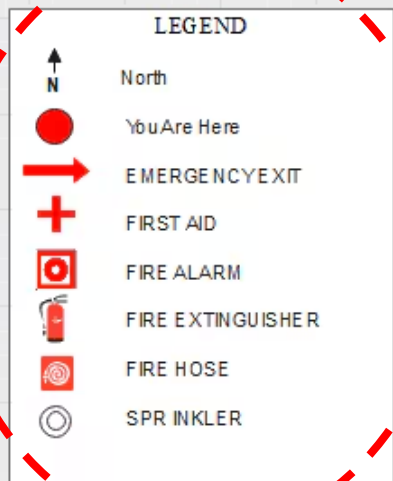 LEGEND
N
North
You Are Here
EMERGENCY EXIT
FIRST AID
FIRE ALARM
FIRE EXTINGUISHER
FIRE HOSE
SPRINKLER